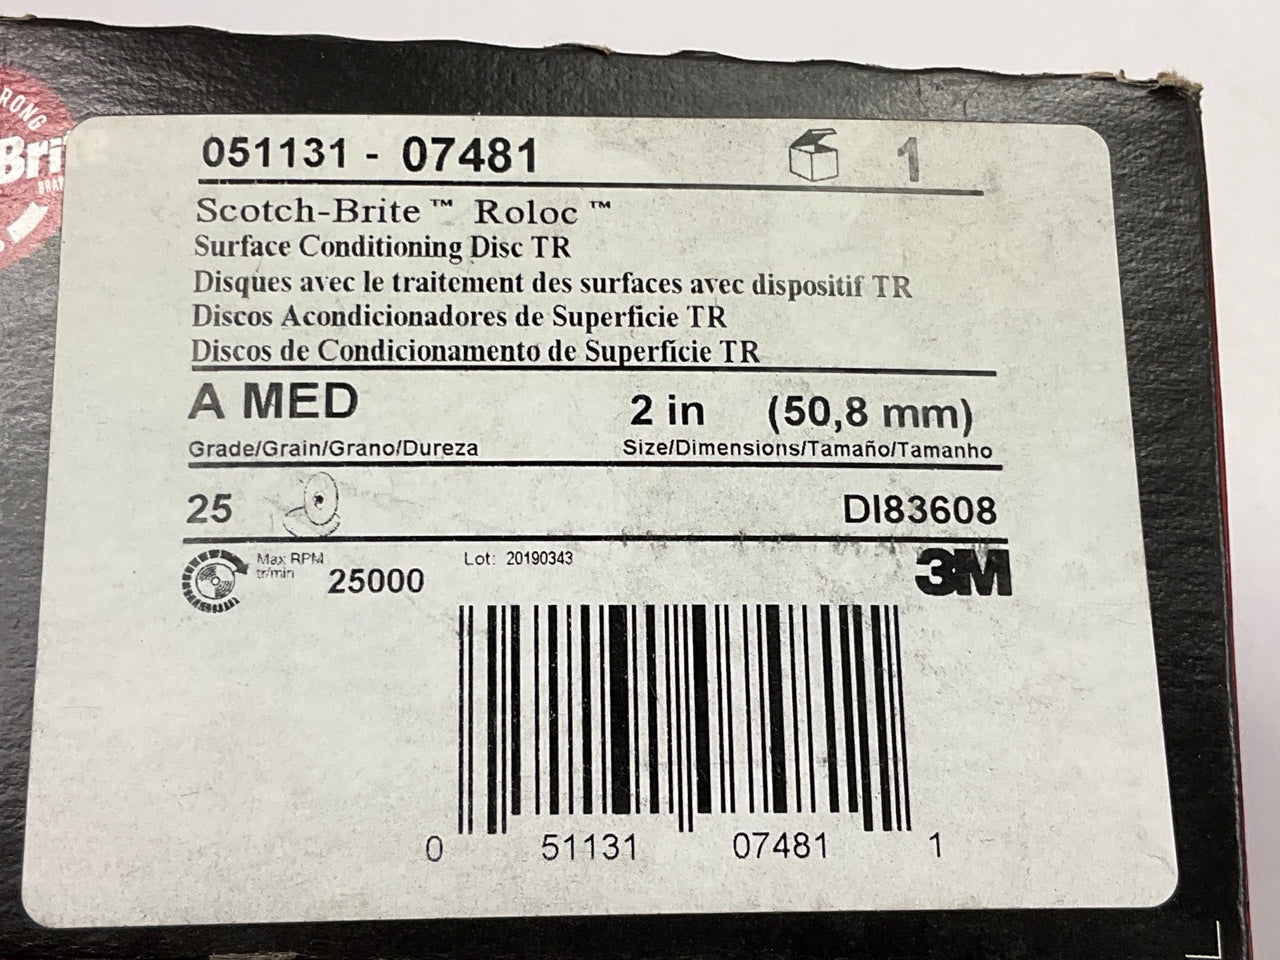 RONG
Bri
BRAN
051131 - 07481
1
Scotch-Brite™ Roloc™
Surface Conditioning Disc TR
Disques avec le traitement des surfaces avec dispositif TR
Discos Acondicionadores de Superficie TR
Discos de Condicionamento de Superfície TR
A MED
2 in (50,8 mm)
Grade/Grain/Grano/Dureza
Size/Dimensions/Tamaño/Tamanho
25
DI83608
Max RPM
tr/min
25000
Lot: 20190343
3M
0 51131 07481 1